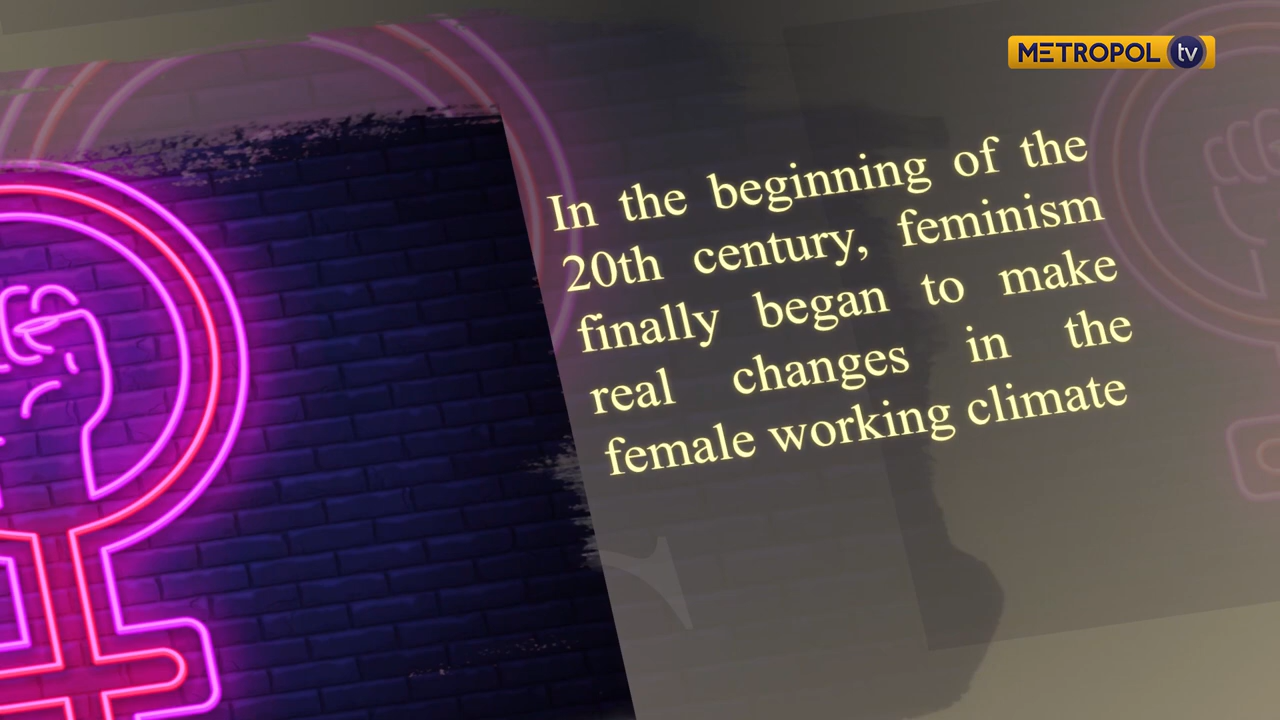 METROPOL tv
In the beginning of the
20th century, feminism
finally began to make
real changes in the
female working climate